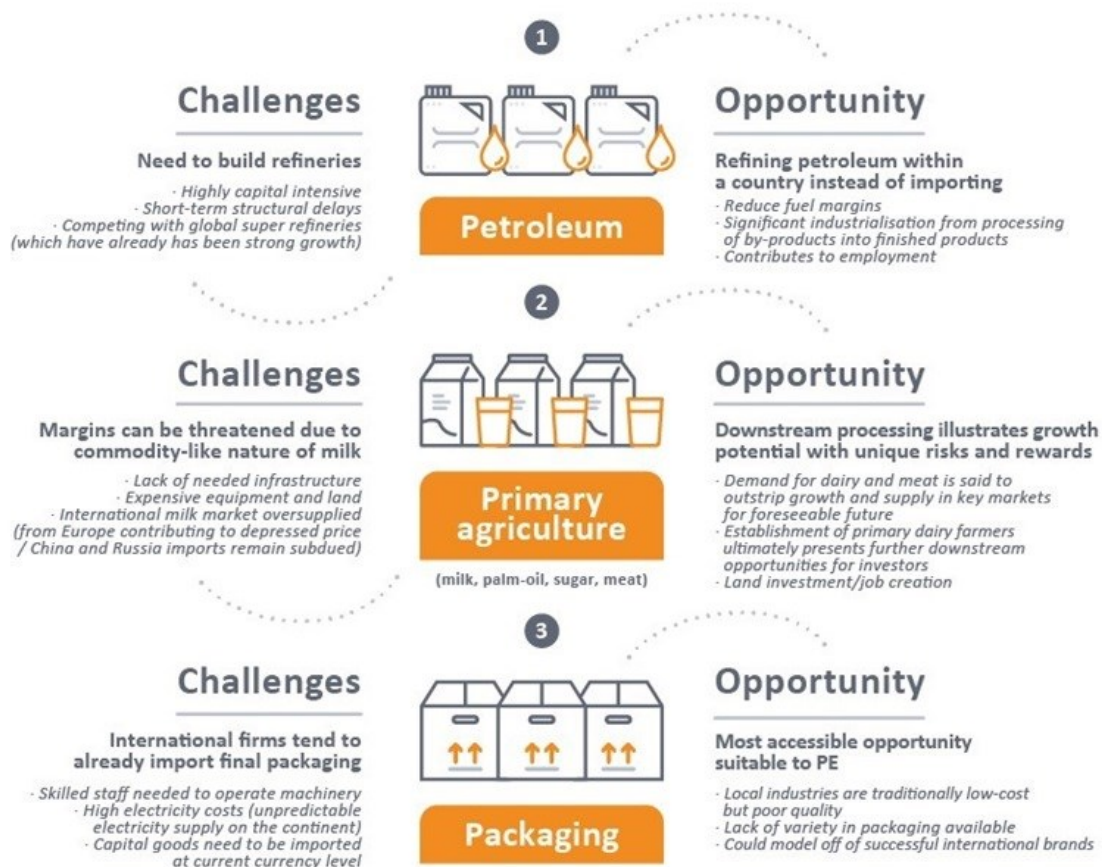 1
Challenges
Need to build refineries
· Highly capital intensive
· Short-term structural delays
· Competing with global super refineries
(which have already has been strong growth)
Petroleum
Opportunity
Refining petroleum within
a country instead of importing
· Reduce fuel margins
· Significant industrialisation from processing
of by-products into finished products
· Contributes to employment
2
Challenges
Margins can be threatened due to
commodity-like nature of milk
· Lack of needed infrastructure
· Expensive equipment and land
· International milk market oversupplied
(from Europe contributing to depressed price
/ China and Russia imports remain subdued)
Primary
agriculture
(milk, palm-oil, sugar, meat)
Opportunity
Downstream processing illustrates growth
potential with unique risks and rewards
· Demand for dairy and meat is said to
outstrip growth and supply in key markets
for foreseeable future
· Establishment of primary dairy farmers
ultimately presents further downstream
opportunities for investors
· Land investment/job creation
3
Challenges
International firms tend to
already import final packaging
· Skilled staff needed to operate machinery
· High electricity costs (unpredictable
electricity supply on the continent)
· Capital goods need to be imported
at current currency level
Packaging
Opportunity
Most accessible opportunity
suitable to PE
· Local industries are traditionally low-cost
but poor quality
· Lack of variety in packaging available
· Could model off of successful international brands